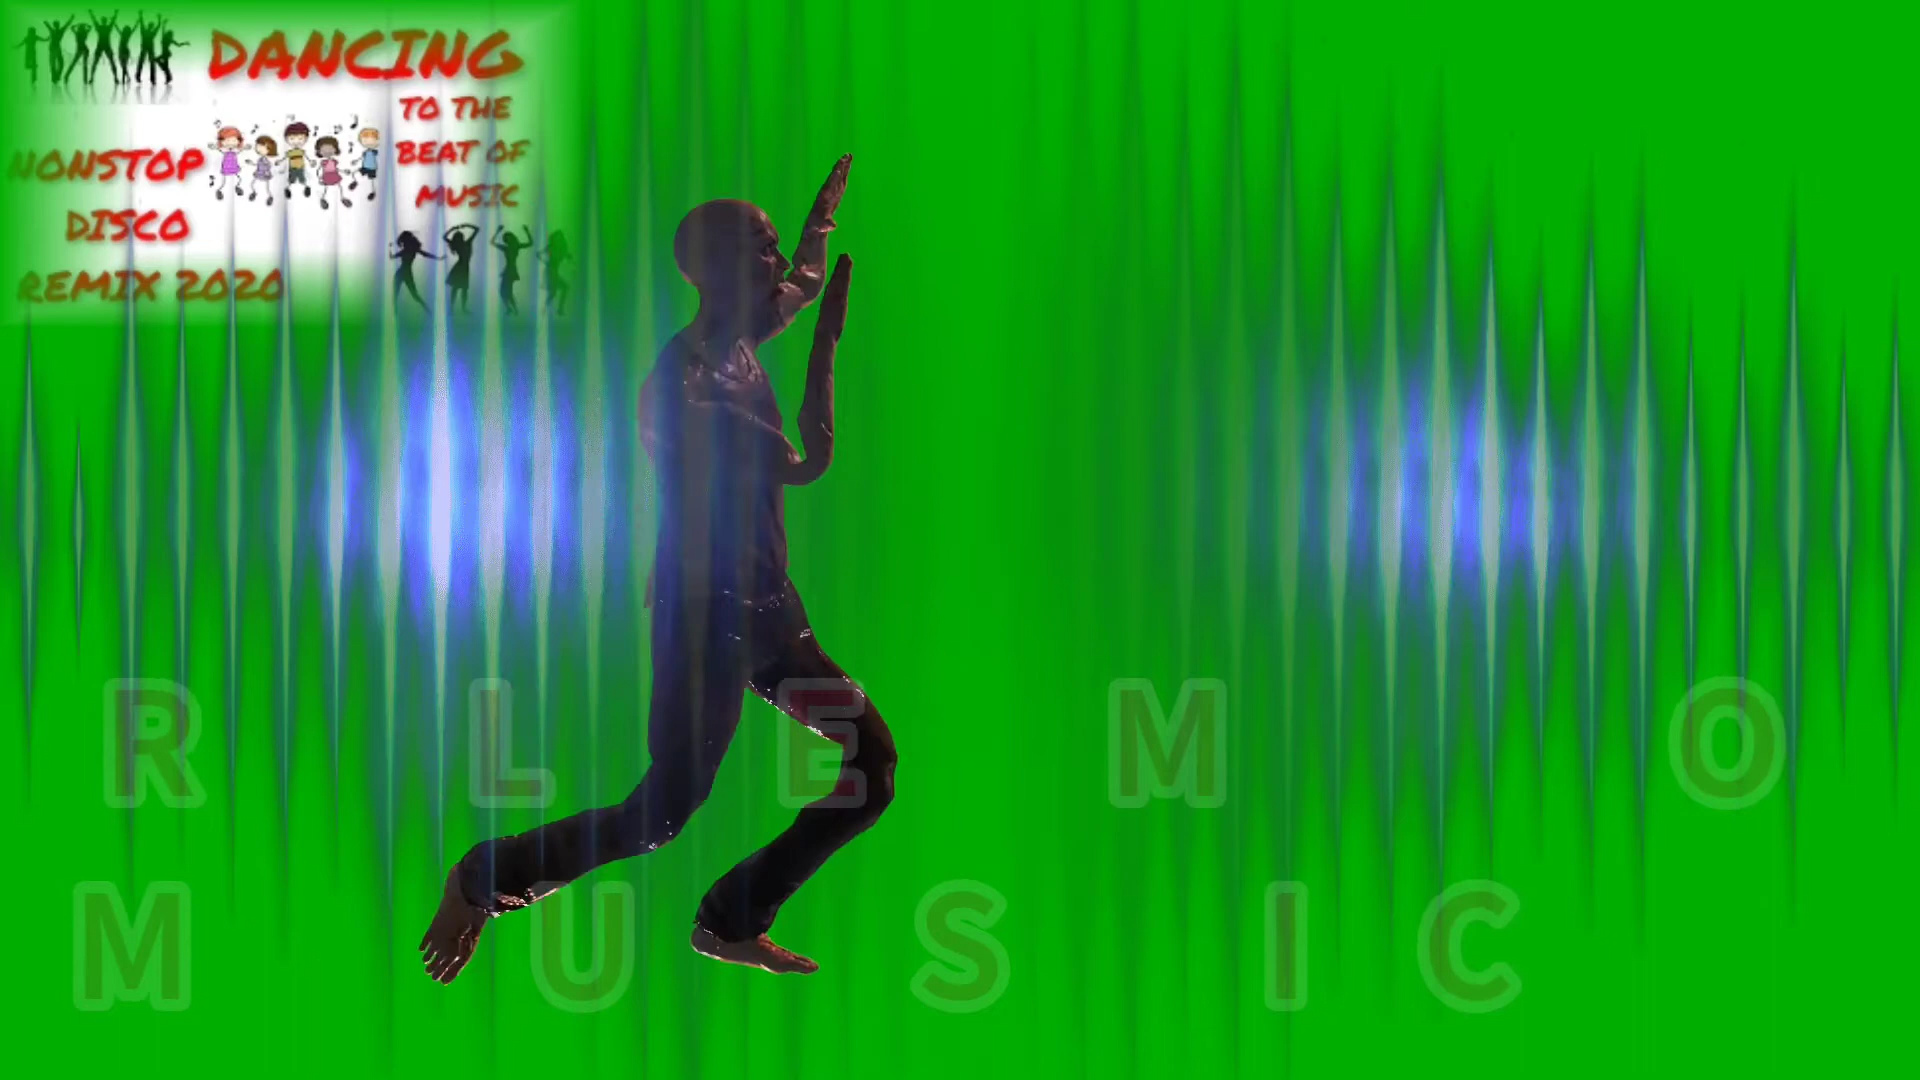 DANCING
TO THE
BEAT OF
MUSIC
NONSTOP
DISCO
REMIX 2020
R L E M O
M U S I C